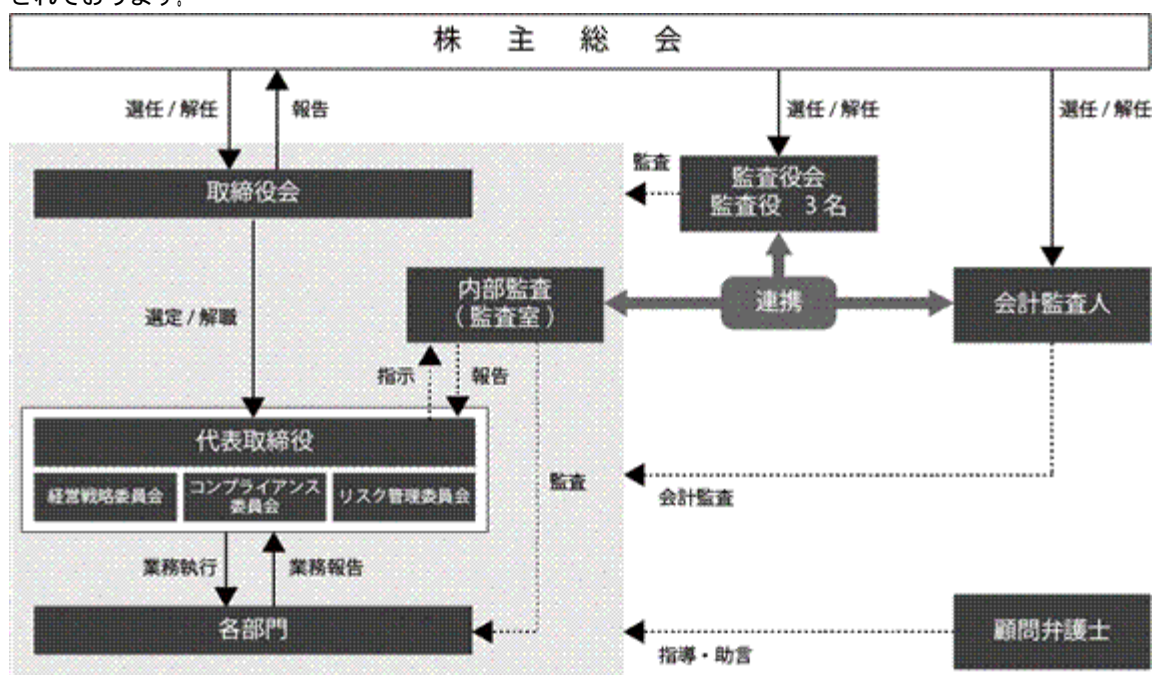 されております。
株 主 総 会
選任 / 解任
報告
選任 / 解任
選任 / 解任
取締役会
監査
監査役会
監査役 3 名
内部監査
( 監査室 )
連携
会計監査人
選定 / 解職
指示
報告
代表取締役
経営戦略委員会
コンプライアンス
委員会
リスク管理委員会
監査
会計監査
業務執行
業務報告
各部門
顧問弁護士
指導・助言